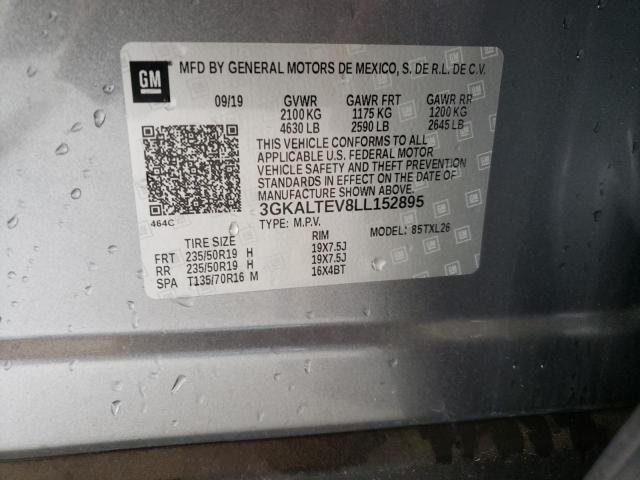 GM
MFD BY GENERAL MOTORS DE MEXICO, S. DE R.L. DE C.V.
09/19 GVWR GAWR FRT GAWR RR
2100 KG 1175 KG 1200 KG
4630 LB 2590 LB 2645 LB
THIS VEHICLE CONFORMS TO ALL
APPLICABLE U.S. FEDERAL MOTOR
VEHICLE SAFETY AND THEFT PREVENTION
STANDARDS IN EFFECT ON THE DATE OF
MANUFACTURE SHOWN ABOVE.
464C
3GKALTEV8LL152895
TYPE: M.P.V. MODEL: 85TXL26
TIRE SIZE RIM
FRT 235/50R19 H 19X7.5J
RR 235/50R19 H 19X7.5J
SPA T135/70R16 M 16X4BT